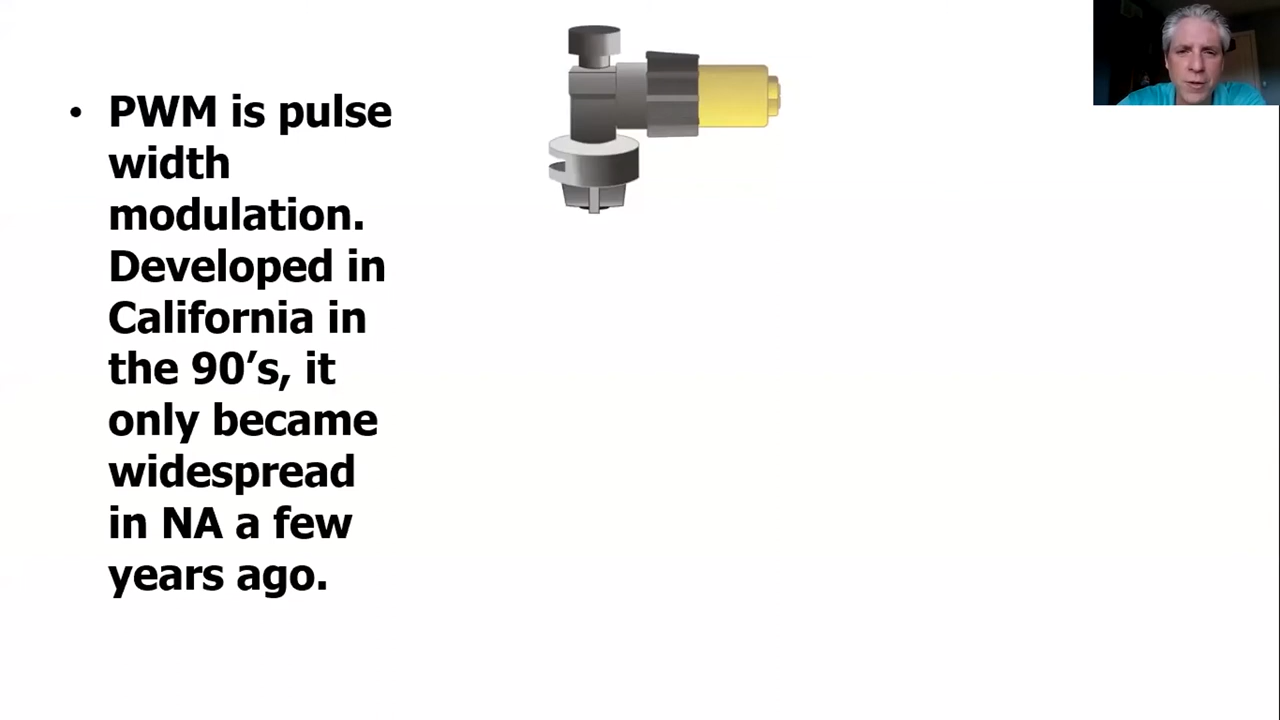 • PWM is pulse
width
modulation.
Developed in
California in
the 90’s, it
only became
widespread
in NA a few
years ago.